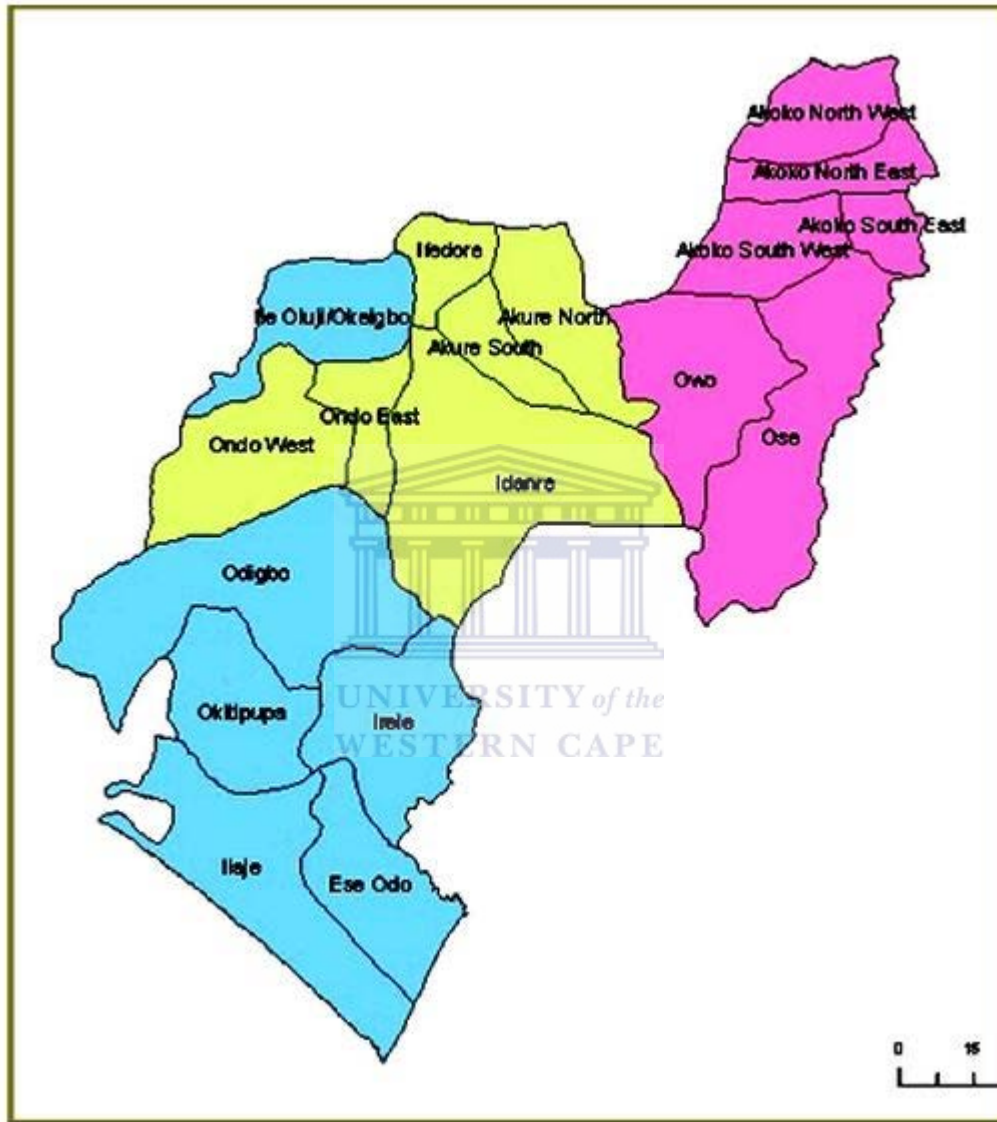 Akoko North West
Akoko North East
Akoko South East
Akoko South West
Ifedore
Ile Oluji/Okeigbo
Akure North
Akure South
Owo
Ondo East
Ose
Ondo West
Idanre
Odigbo
UNIVERSITY of the
WESTERN CAPE
Okitipupa
Irele
Ilaje
Ese Odo
0 15